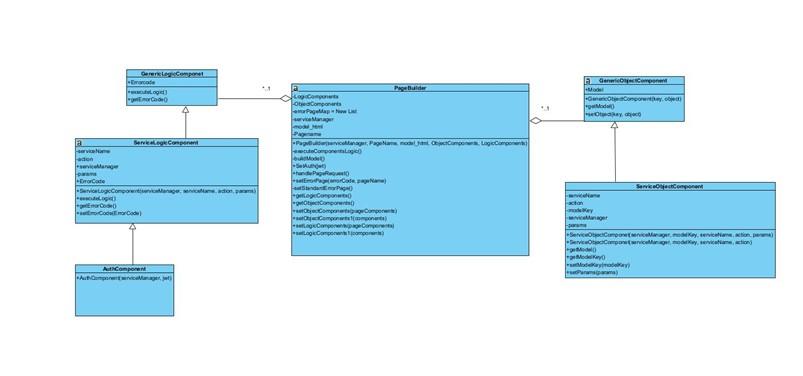 GenericLogicComponet
+Errorcode
+executeLogic()
+getErrorCode()
*..1
PageBuilder
-LogicComponents
-ObjectComponents
-errorPageMap = New List
-serviceManager
-model_html
-Pagename
+PageBuilder(serviceManager, PageName, model_html, ObjectComponents, LogicComponents)
-executeComponentsLogic()
-buildModel()
+SetAuth(jwt)
+handlePageRequest()
+setErrorPage(errorCode, pageName)
-setStandartErrorPage()
+getLogicComponents()
+getObjectComponents()
+setObjectComponents(pageComponents)
+setObjectComponents1(components)
+setLogicComponents(pageComponents)
+setLogicComponents1(components)
*..1
GenericObjectComponent
+Model
+GenericObjectComponent(key, object)
+getModel()
+setObject(key, object)
ServiceLogicComponent
-serviceName
-action
+serviceManager
-params
+ErrorCode
+ServiceLogicComponent(serviceManager, serviceName, action, params)
+executeLogic()
+getErrorCode()
+setErrorCode(ErrorCode)
ServiceObjectComponent
-serviceName
-action
-modelKey
-serviceManager
-params
+ServiceObjectComponet(serviceManager, modelKey, serviceName, action, params)
+ServiceObjectComponet(serviceManager, modelKey, serviceName, action)
+getModel()
+getModelKey()
+setModelKey(modelKey)
+setParams(params)
AuthComponent
+AuthComponent(serviceManager, jwt)